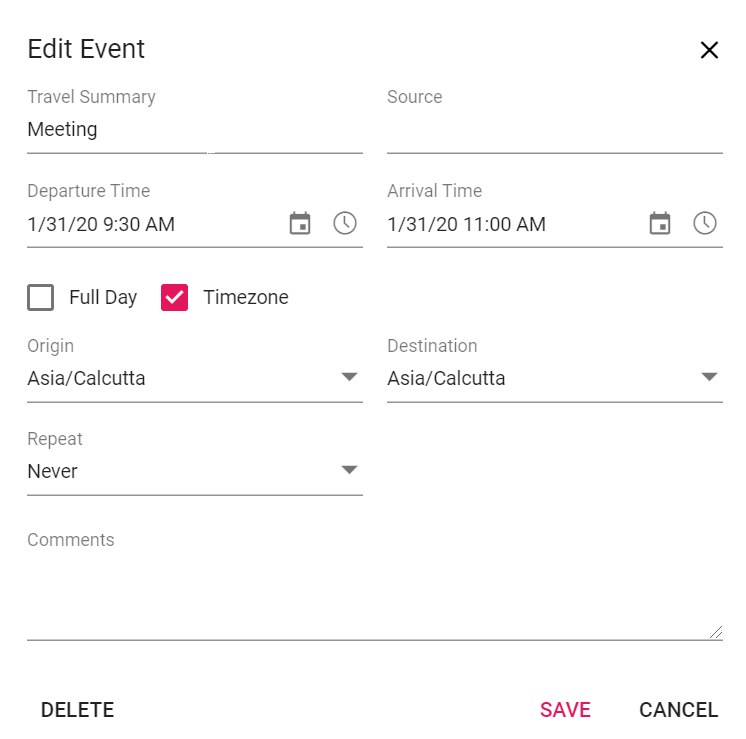 Edit Event
Travel Summary
Source
Meeting
Departure Time
Arrival Time
1/31/20 9:30 AM
1/31/20 11:00 AM
Full Day
Timezone
Origin
Destination
Asia/Calcutta
Asia/Calcutta
Repeat
Never
Comments
DELETE
SAVE
CANCEL